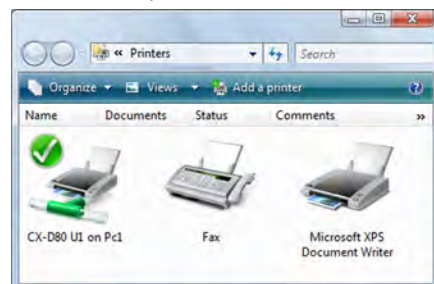 « Printers
Search
Organize Views Add a printer
Name Documents Status Comments »
CX-D80 U1 on Pc1 Fax Microsoft XPS
Document Writer